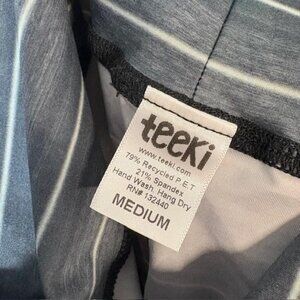 teeki
www.teeki.com
79% Recycled P.E.T
21% Spandex
Hand Wash, Hang Dry
RN# 132440
MEDIUM